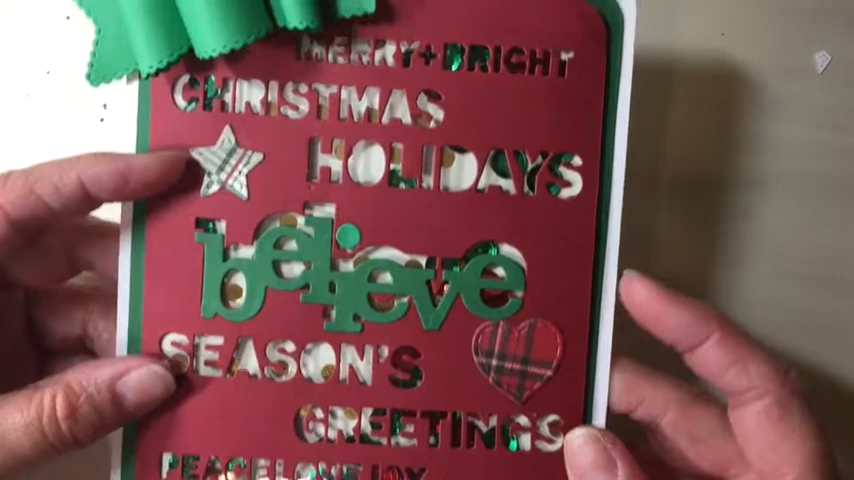 MERRY+BRIGHT
CHRISTMAS
HOLIDAYS
believe
SEASON'S
GREETINGS
PEACE LOVE JOY